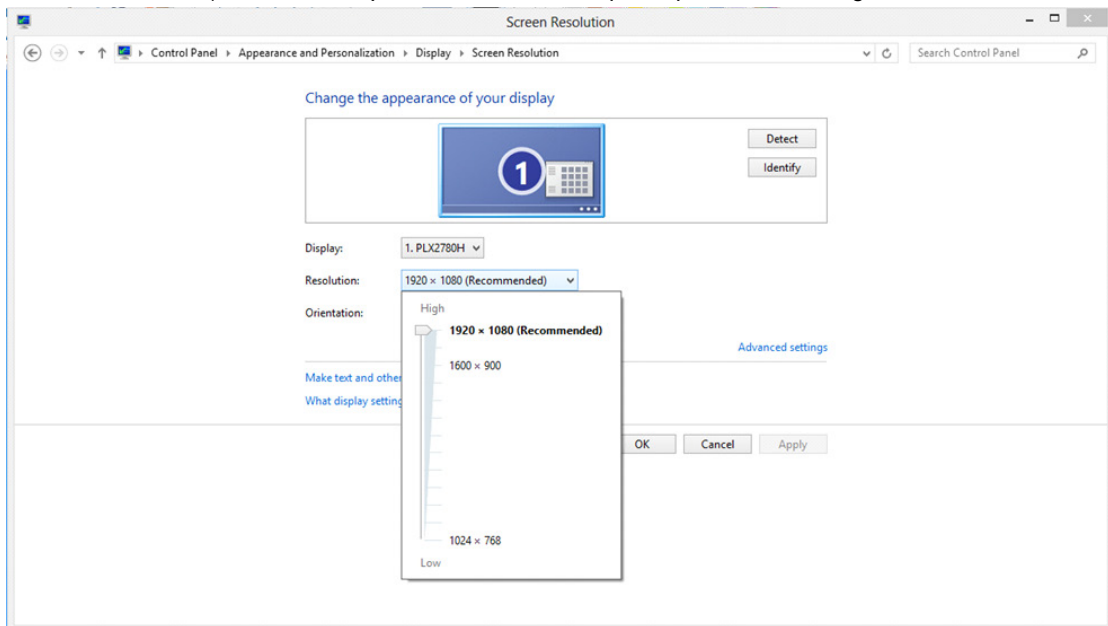 Screen Resolution
Control Panel ▸ Appearance and Personalization ▸ Display ▸ Screen Resolution
Search Control Panel
Change the appearance of your display
1
Detect
Identify
Display: 1. PLX2780H
Resolution: 1920 × 1080 (Recommended)
Orientation:
High
1920 × 1080 (Recommended)
1600 × 900
1024 × 768
Low
Advanced settings
Make text and other
What display setting
OK Cancel Apply